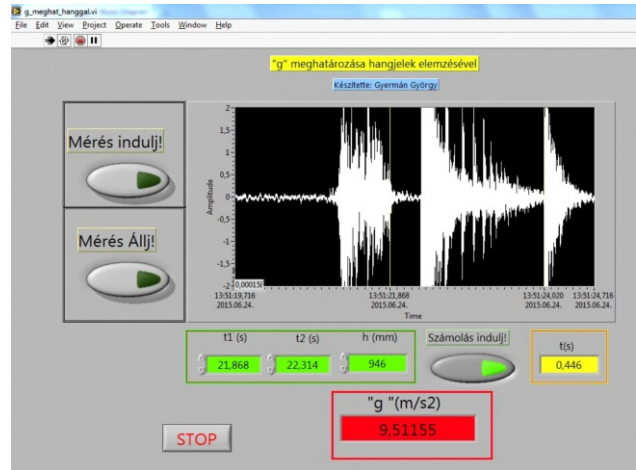 g_meghat_hanggal.vi
File Edit View Project Operate Tools Window Help
"g" meghatározása hangjelek elemzésével
Készítette: Gyermán György
Mérés indulj!
Mérés Állj!
Amplitude
2
1,5
1
0,5
0
-0,5
-1
-1,5
-2
0,000158
13:51:19,716
2015.06.24.
13:51:21,868
2015.06.24.
13:51:24,020
2015.06.24.
13:51:24,716
2015.06.24.
Time
t1 (s) t2 (s) h (mm)
21,868 22,314 946
Számolás indulj!
t(s)
0,446
"g "(m/s2)
9,51155
STOP